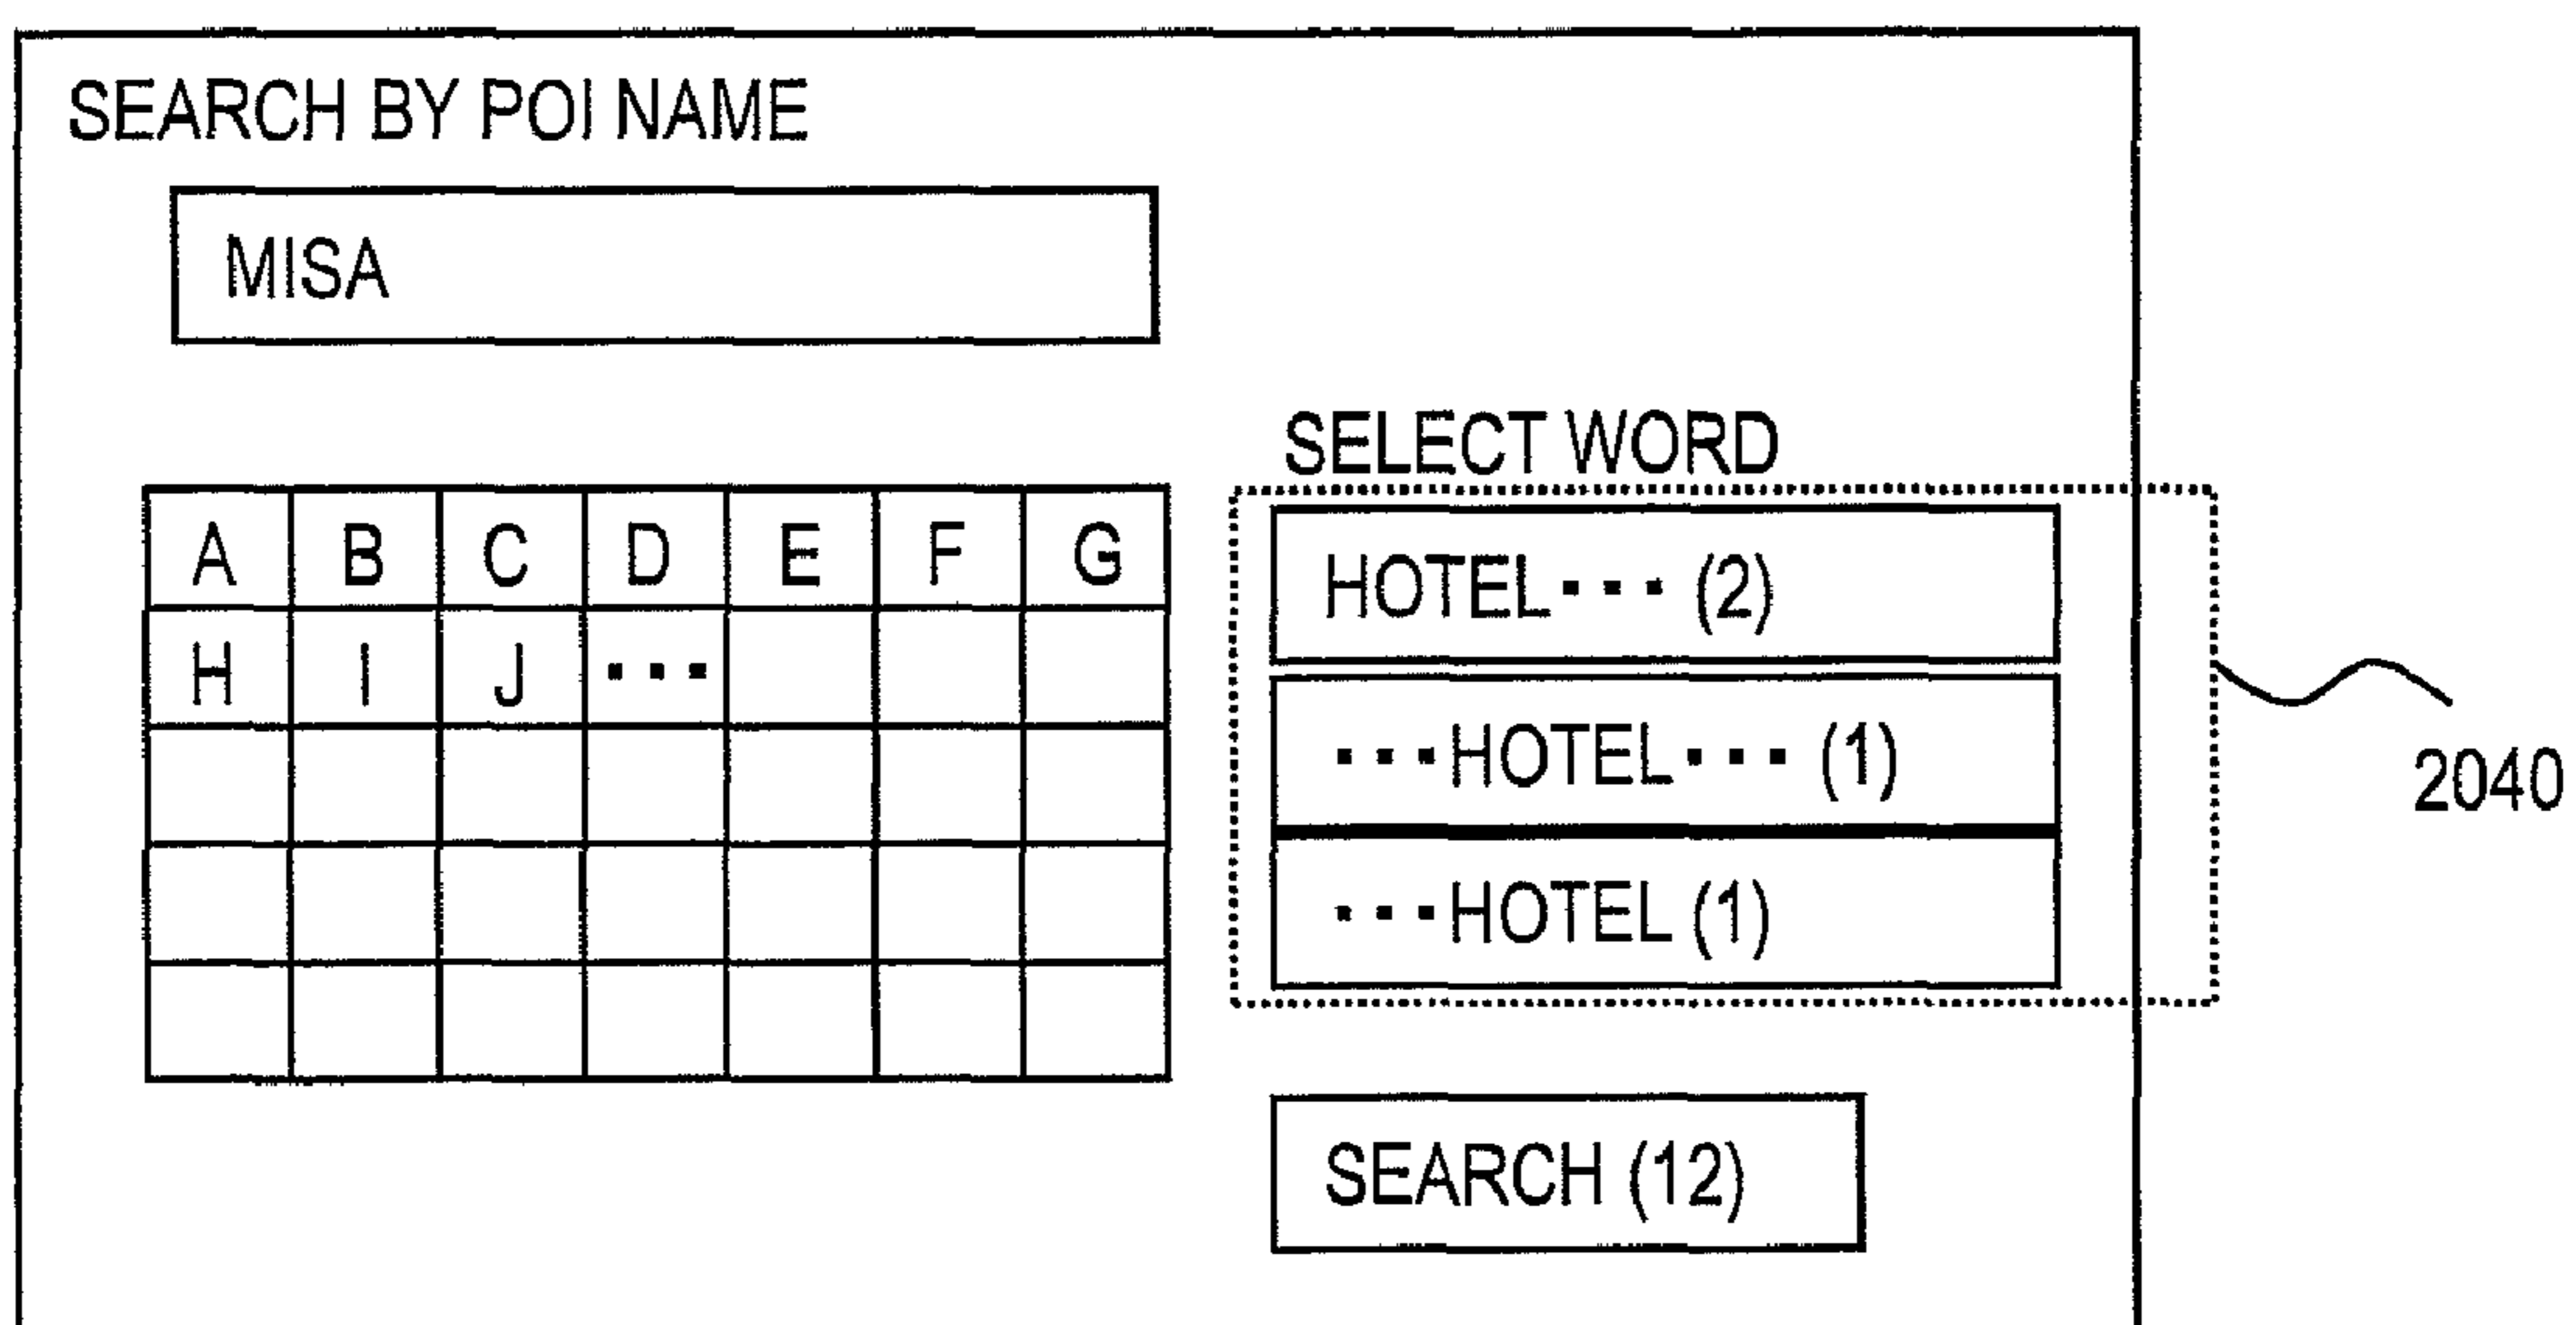 SEARCH BY POI NAME
MISA
SELECT WORD
A B C D E F G
H I J ...
HOTEL... (2)
...HOTEL... (1)
...HOTEL (1)
2040
SEARCH (12)